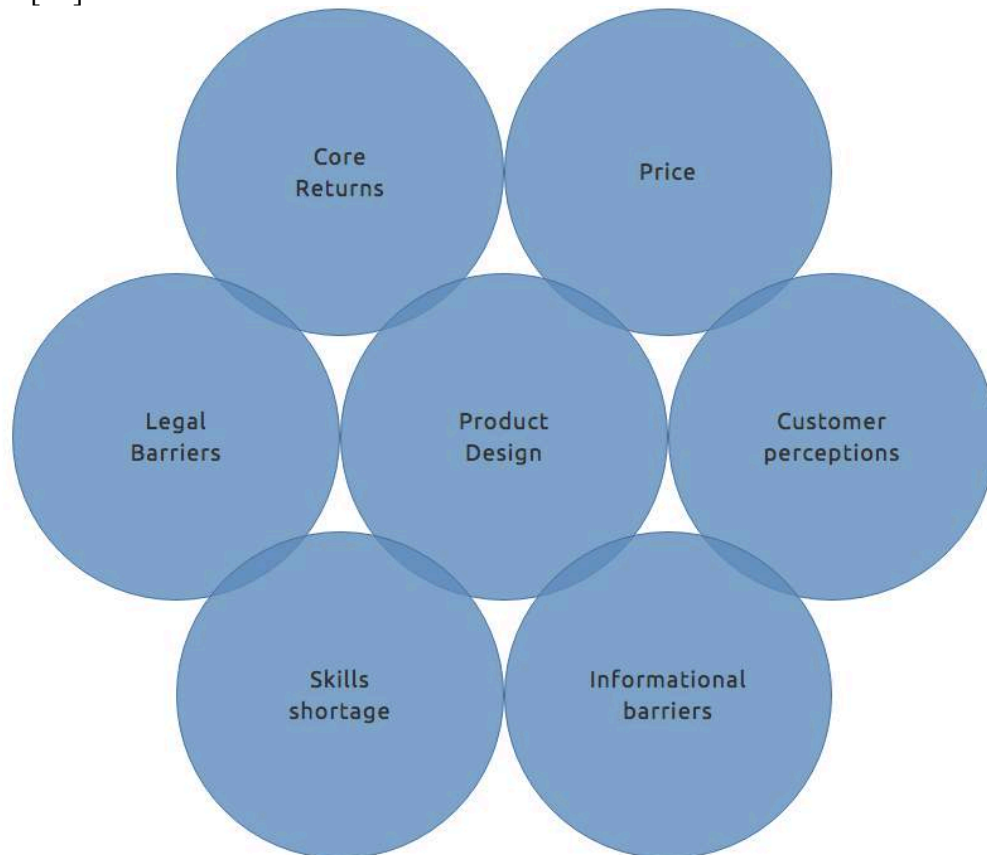 Core
Returns
Price
Legal
Barriers
Product
Design
Customer
perceptions
Skills
shortage
Informational
barriers